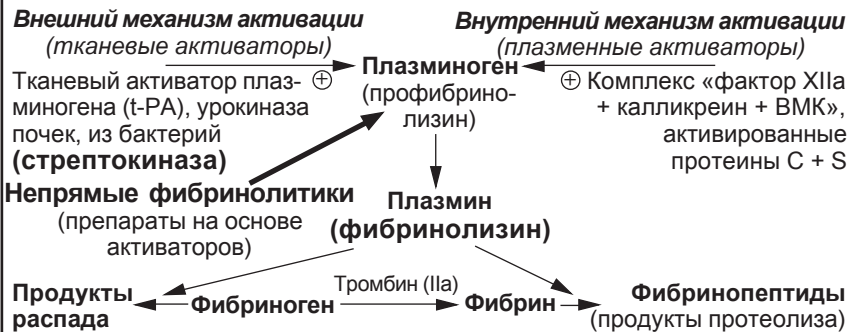 Внешний механизм активации
(тканевые активаторы)
Внутренний механизм активации
(плазменные активаторы)
Тканевый активатор плаз- ⊕
миногена (t-PA), урокиназа
почек, из бактерий
(стрептокиназа)
Плазминоген
(профибрино-
лизин)
⊕ Комплекс «фактор XIIa
+ калликреин + ВМК»,
активированные
протеины C + S
Непрямые фибринолитики
(препараты на основе
активаторов)
Плазмин
(фибринолизин)
Продукты
распада
Фибриноген
Тромбин (IIa)
Фибрин
Фибринопептиды
(продукты протеолиза)